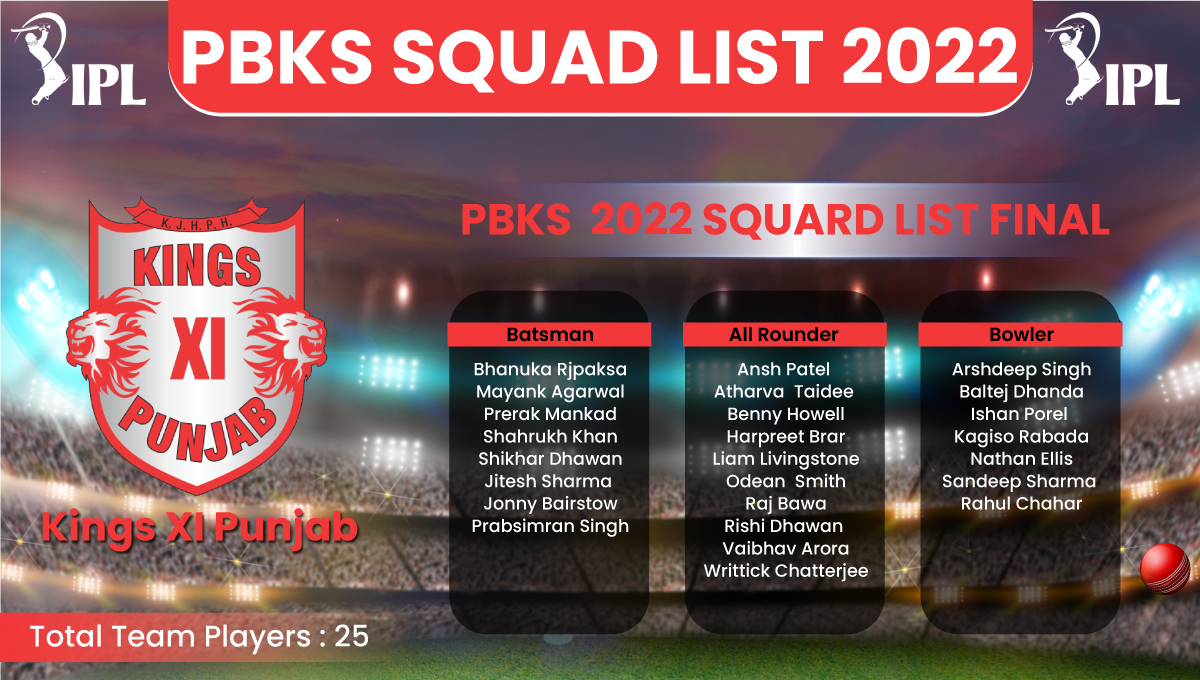 IPL
PBKS SQUAD LIST 2022
IPL
K. J. H. P. H.
KINGS
XI
PUNJAB
Kings XI Punjab
Total Team Players : 25
PBKS 2022 SQUARD LIST FINAL
Batsman
Bhanuka Rjpaksa
Mayank Agarwal
Prerak Mankad
Shahrukh Khan
Shikhar Dhawan
Jitesh Sharma
Jonny Bairstow
Prabsimran Singh
All Rounder
Ansh Patel
Atharva Taidee
Benny Howell
Harpreet Brar
Liam Livingstone
Odean Smith
Raj Bawa
Rishi Dhawan
Vaibhav Arora
Writtick Chatterjee
Bowler
Arshdeep Singh
Baltej Dhanda
Ishan Porel
Kagiso Rabada
Nathan Ellis
Sandeep Sharma
Rahul Chahar